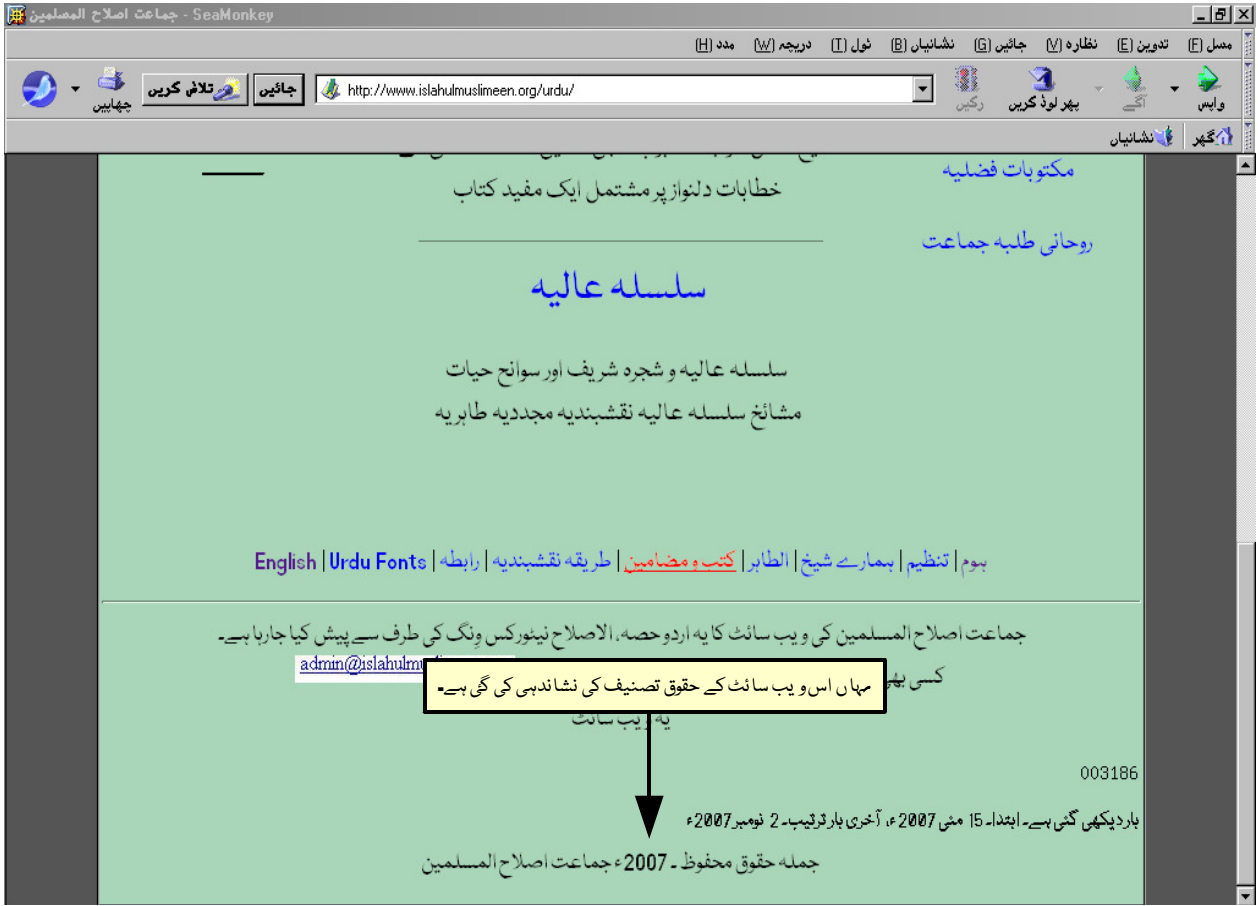 جماعت اصلاح المسلمین - SeaMonkey
مسل (F) تدوین (E) نظارہ (V) جائیں (G) نشانیاں (B) ٹول (T) دریچہ (W) مدد (H)
واپس آگے پھر لوڈ کریں رکیں http://www.islahulmuslimeen.org/urdu/ جائیں تلاش کریں چھاپیں
گھر نشانیاں
مکتوبات فضلیہ
خطابات دلنواز پر مشتمل ایک مفید کتاب
روحانی طلبہ جماعت
سلسلہ عالیہ
سلسلہ عالیہ و شجرہ شریف اور سوانح حیات
مشائخ سلسلہ عالیہ نقشبندیہ مجددیہ طاہریہ
ہوم | تنظیم | ہمارے شیخ | الطاہر | کتب و مضامین | طریقہ نقشبندیہ | رابطہ | Urdu Fonts | English
جماعت اصلاح المسلمین کی ویب سائٹ کا یہ اردو حصہ، الاصلاح نیٹورکس وِنگ کی طرف سے پیش کیا جارہا ہے۔
کسی بھی
یہاں اس ویب سائٹ کے حقوق تصنیف کی نشاندہی کی گئی ہے۔
یہ ویب سائٹ
003186
بار دیکھی گئی ہے۔ ابتدا۔ 15 مئی 2007ء، آخری بار ترتیب۔ 2 نومبر 2007ء
جملہ حقوق محفوظ ۔ 2007ء جماعت اصلاح المسلمین